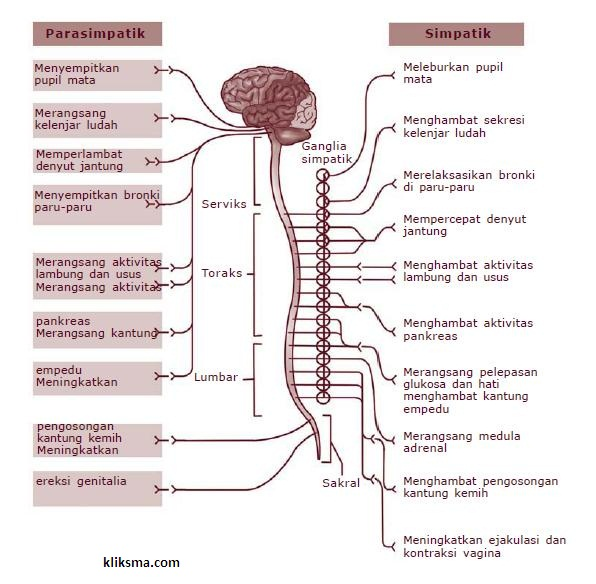 Parasimpatik
Menyempitkan
pupil mata
Merangsang
kelenjar ludah
Memperlambat
denyut jantung
Menyempitkan bronki
paru-paru
Merangsang aktivitas
lambung dan usus
Merangsang aktivitas
pankreas
Merangsang kantung
empedu
Meningkatkan
pengosongan
kantung kemih
Meningkatkan
ereksi genitalia
Ganglia
simpatik
Serviks
Toraks
Lumbar
Sakral
Simpatik
Meleburkan pupil
mata
Menghambat sekresi
kelenjar ludah
Merelaksasikan bronki
di paru-paru
Mempercepat denyut
jantung
Menghambat aktivitas
lambung dan usus
Menghambat aktivitas
pankreas
Merangsang pelepasan
glukosa dan hati
menghambat kantung
empedu
Merangsang medula
adrenal
Menghambat pengosongan
kantung kemih
Meningkatkan ejakulasi dan
kontraksi vagina
kliksma.com